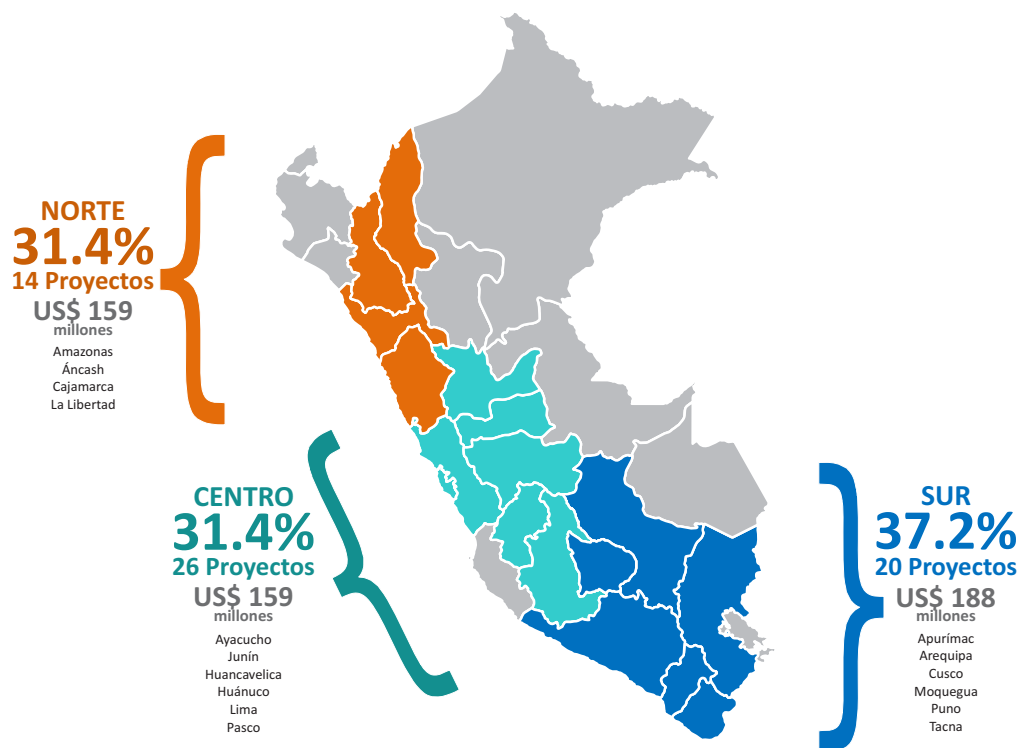 NORTE
31.4%
14 Proyectos
US$ 159
millones
Amazonas
Áncash
Cajamarca
La Libertad
CENTRO
31.4%
26 Proyectos
US$ 159
millones
Ayacucho
Junín
Huancavelica
Huánuco
Lima
Pasco
SUR
37.2%
20 Proyectos
US$ 188
millones
Apurímac
Arequipa
Cusco
Moquegua
Puno
Tacna